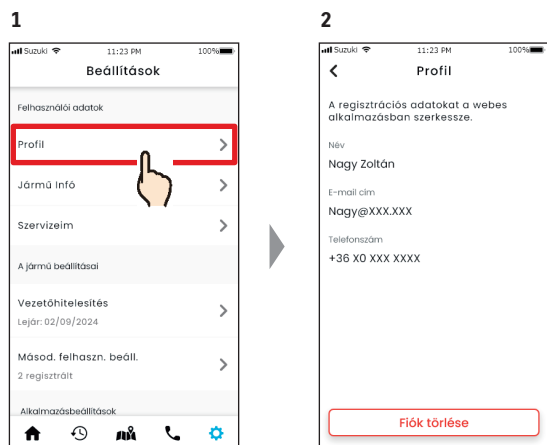 1
Suzuki 11:23 PM 100%
Beállítások
Felhasználói adatok
Profil
Jármű Infó
Szervizeim
A jármű beállításai
Vezetőhitelesítés
Lejár: 02/09/2024
Másod. felhaszn. beáll.
2 regisztrált
Alkalmazásbeállítások
2
Suzuki 11:23 PM 100%
Profil
A regisztrációs adatokat a webes
alkalmazásban szerkessze.
Név
Nagy Zoltán
E-mail cím
Nagy@XXX.XXX
Telefonszám
+36 X0 XXX XXXX
Fiók törlése